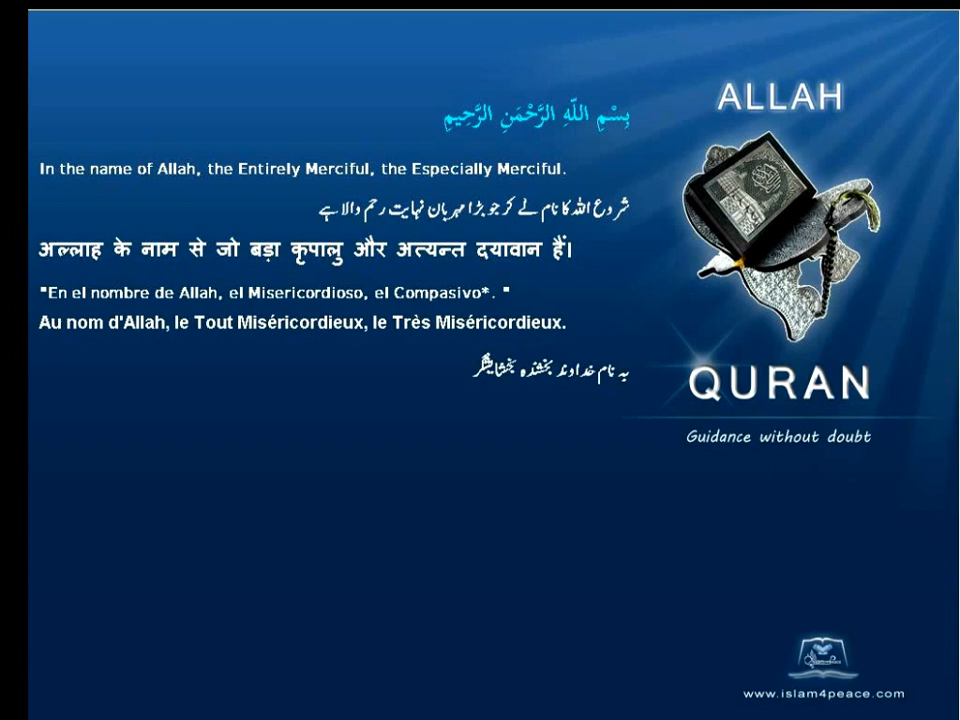 بِسْمِ اللّهِ الرَّحْمَنِ الرَّحِيمِ
In the name of Allah, the Entirely Merciful, the Especially Merciful.
شروع الله کا نام لے کر جو بڑا مہربان نہایت رحم والا ہے
अल्लाह के नाम से जो बड़ा कृपालु और अत्यन्त दयावान हैं।
"En el nombre de Allah, el Misericordioso, el Compasivo*. "
Au nom d'Allah, le Tout Miséricordieux, le Très Miséricordieux.
به نام خداوند بخشنده بخشایشگر
ALLAH
QURAN
Guidance without doubt
www.islam4peace.com